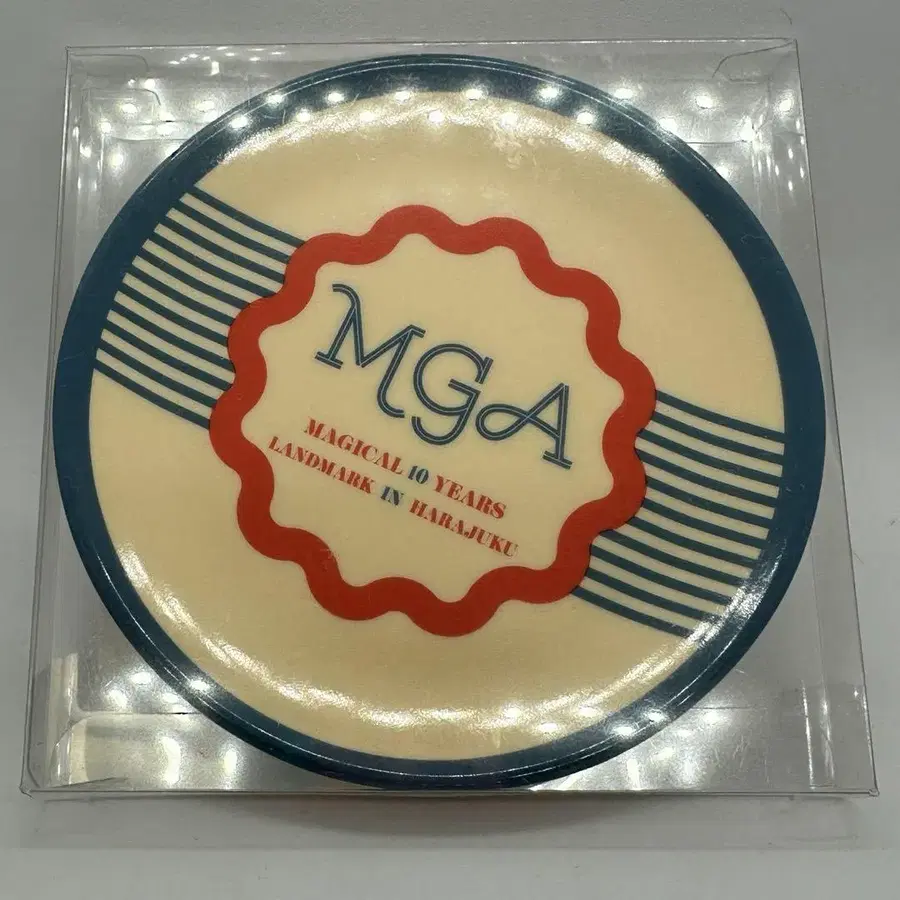 MGA
MAGICAL 10 YEARS
LANDMARK IN HARAJUKU